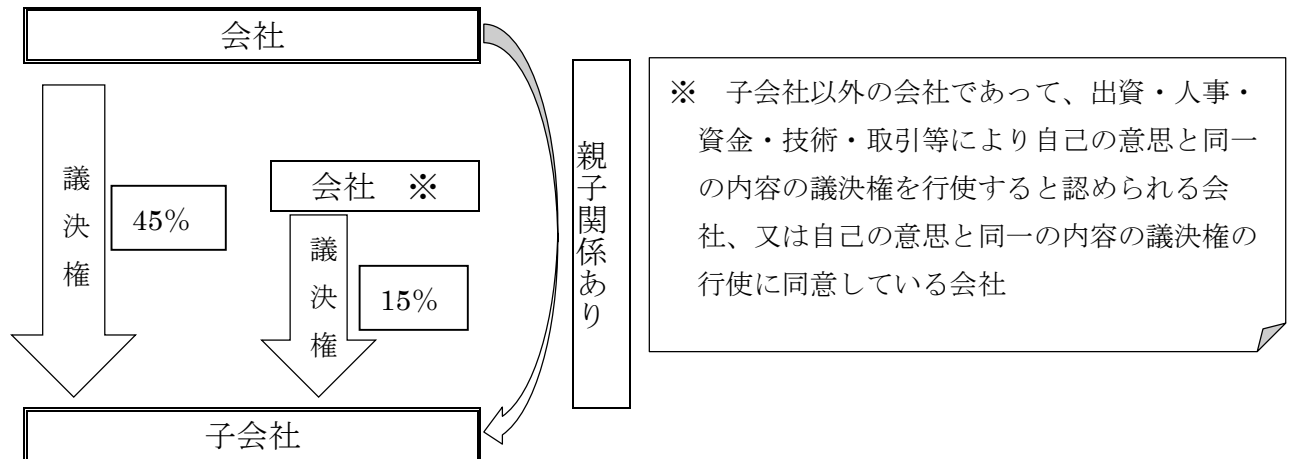 会社
議決権
45%
会社　※
議決権
15%
子会社
親子関係あり
※　子会社以外の会社であって、出資・人事・
資金・技術・取引等により自己の意思と同一
の内容の議決権を行使すると認められる会
社、又は自己の意思と同一の内容の議決権の
行使に同意している会社